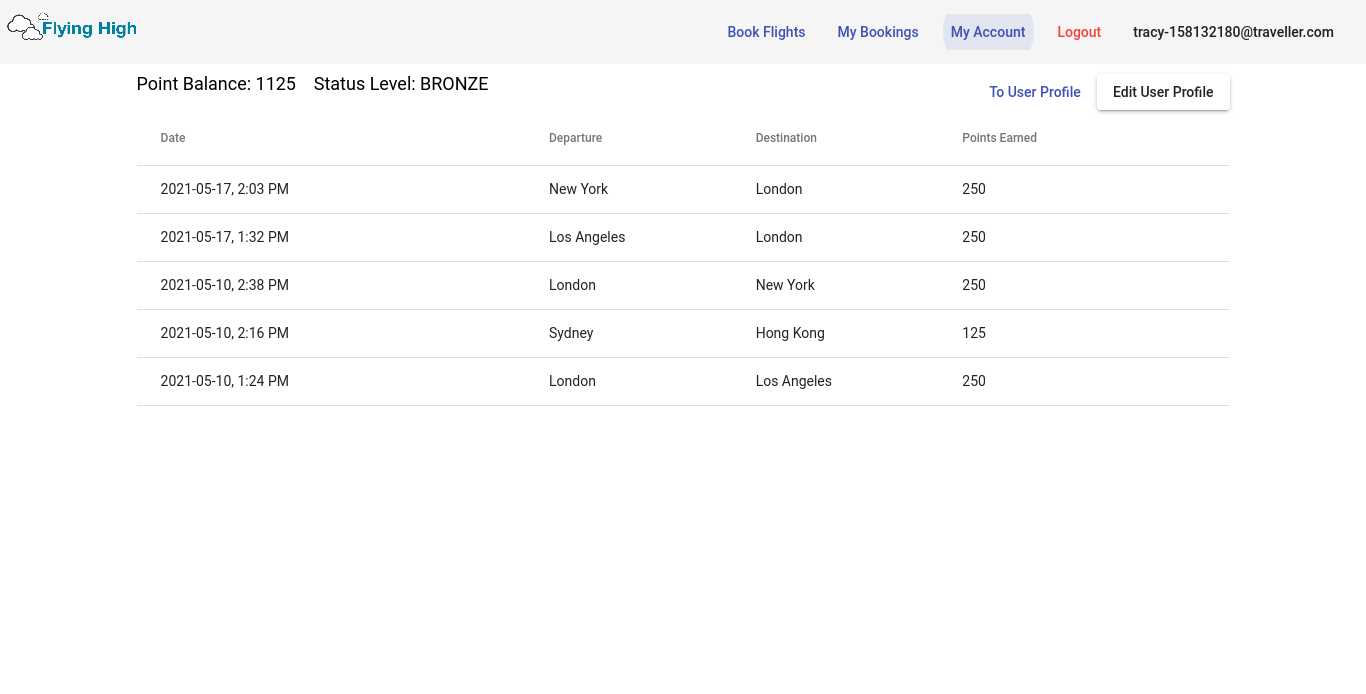 Flying High
Book Flights My Bookings My Account Logout tracy-158132180@traveller.com
Point Balance: 1125 Status Level: BRONZE
To User Profile Edit User Profile
Date Departure Destination Points Earned
2021-05-17, 2:03 PM New York London 250
2021-05-17, 1:32 PM Los Angeles London 250
2021-05-10, 2:38 PM London New York 250
2021-05-10, 2:16 PM Sydney Hong Kong 125
2021-05-10, 1:24 PM London Los Angeles 250